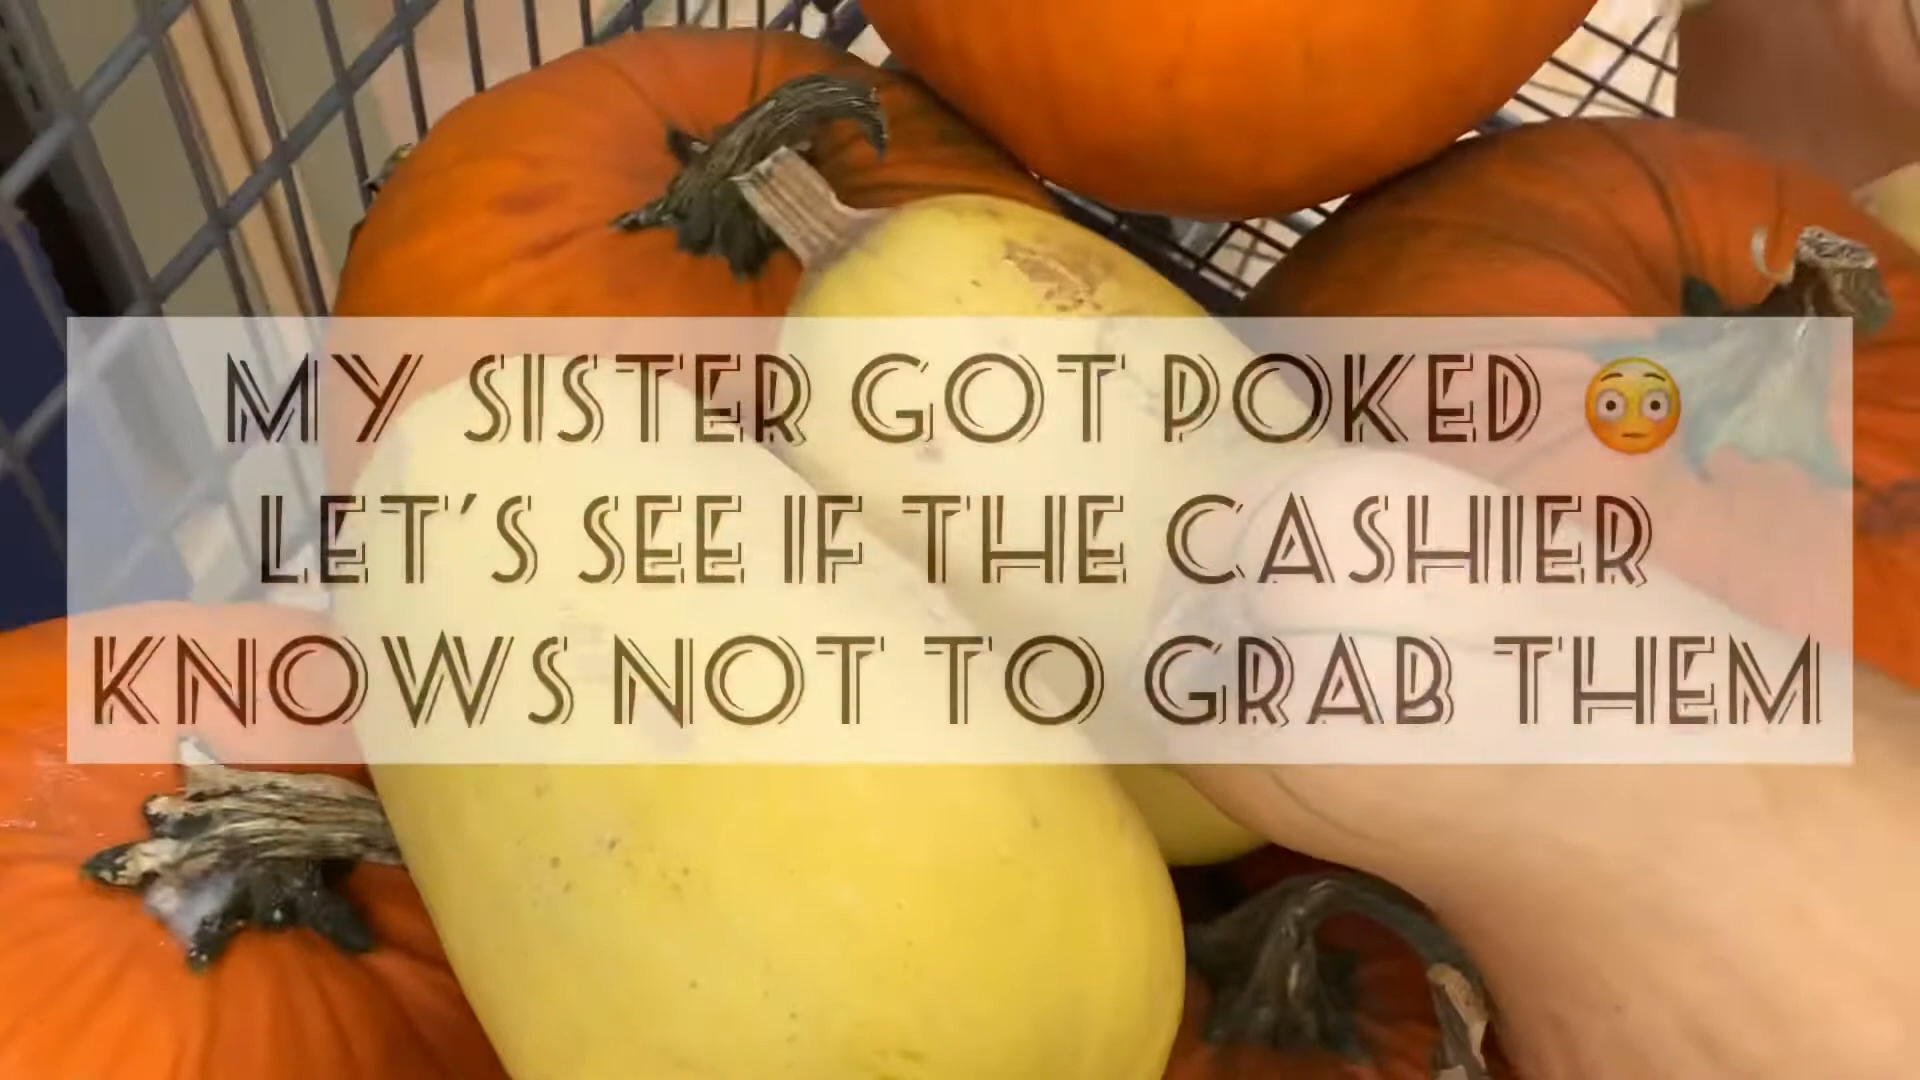 MY SISTER GOT POKED 😳
LET'S SEE IF THE CASHIER
KNOWS NOT TO GRAB THEM